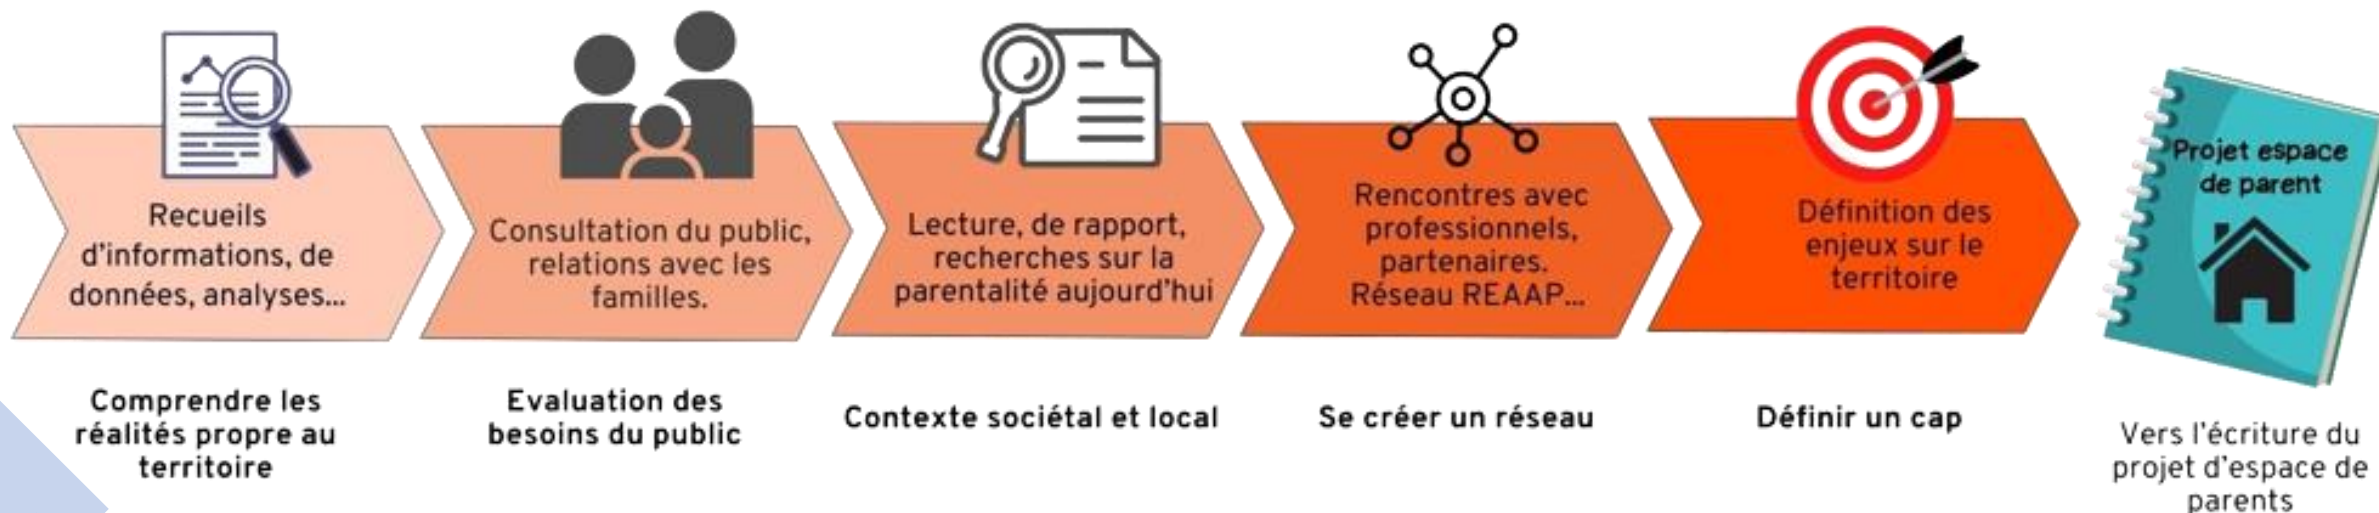 Recueils
d'informations, de
données, analyses...
Consultation du public,
relations avec les
familles.
Lecture, de rapport,
recherches sur la
parentalité aujourd'hui
Rencontres avec
professionnels,
partenaires.
Réseau REAAP...
Définition des
enjeux sur le
territoire
Projet espace
de parent
Comprendre les
réalités propre au
territoire
Evaluation des
besoins du public
Contexte sociétal et local
Se créer un réseau
Définir un cap
Vers l'écriture du
projet d'espace de
parents